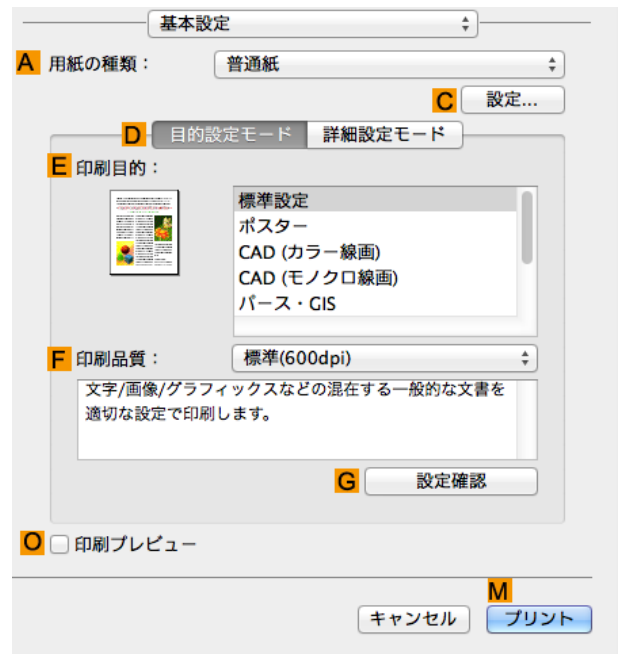 基本設定
A 用紙の種類： 普通紙
C 設定...
D 目的設定モード 詳細設定モード
E 印刷目的：
標準設定
ポスター
CAD (カラー線画)
CAD (モノクロ線画)
パース・GIS
F 印刷品質： 標準(600dpi)
文字/画像/グラフィックスなどの混在する一般的な文書を
適切な設定で印刷します。
G 設定確認
O 印刷プレビュー
M
キャンセル プリント